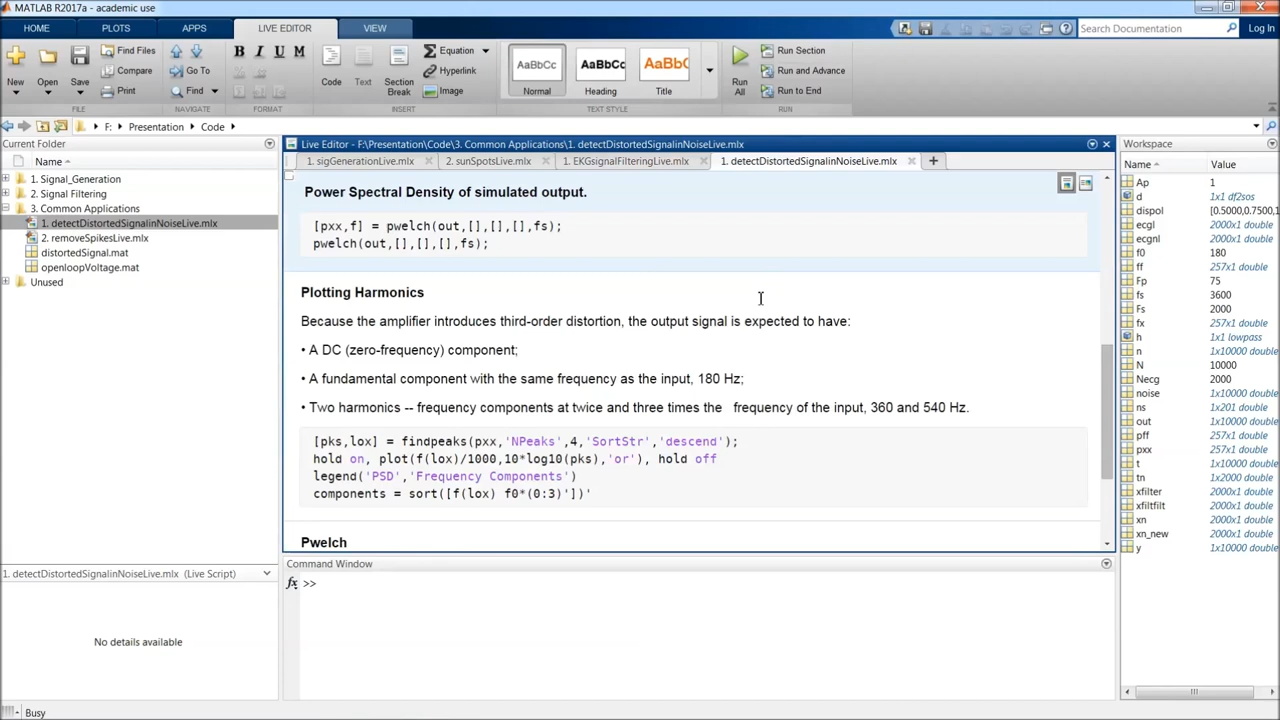 MATLAB R2017a - academic use
HOME PLOTS APPS LIVE EDITOR VIEW Search Documentation Log In
New Open Save Find Files Compare Print Go To Find B I U M Code Text Section Break Equation Hyperlink Image AaBbCc AaBbCc AaBbC Normal Heading Title Run All Run Section Run and Advance Run to End
FILE NAVIGATE FORMAT INSERT TEXT STYLE RUN
F: Presentation Code
Current Folder
Name
1. Signal_Generation
2. Signal Filtering
3. Common Applications
1. detectDistortedSignalinNoiseLive.mlx
2. removeSpikesLive.mlx
distortedSignal.mat
openloopVoltage.mat
Unused
1. detectDistortedSignalinNoiseLive.mlx (Live Script)
No details available
Busy
Live Editor - F:\Presentation\Code\3. Common Applications\1. detectDistortedSignalinNoiseLive.mlx
1. sigGenerationLive.mlx 2. sunSpotsLive.mlx 1. EKGsignalFilteringLive.mlx 1. detectDistortedSignalinNoiseLive.mlx
Power Spectral Density of simulated output.
[pxx,f] = pwelch(out,[],[],[],fs);
pwelch(out,[],[],[],fs);
Plotting Harmonics
Because the amplifier introduces third-order distortion, the output signal is expected to have:
• A DC (zero-frequency) component;
• A fundamental component with the same frequency as the input, 180 Hz;
• Two harmonics -- frequency components at twice and three times the frequency of the input, 360 and 540 Hz.
[pks,lox] = findpeaks(pxx,'NPeaks',4,'SortStr','descend');
hold on, plot(f(lox)/1000,10*log10(pks),'or'), hold off
legend('PSD','Frequency Components')
components = sort([f(lox) f0*(0:3)'])'
Pwelch
Command Window
fx >>
Workspace
Name Value
Ap 1
d 1x1 df2sos
dispol [0.5000,0.7500,1
ecgl 2000x1 double
ecgnl 2000x1 double
f0 180
ff 257x1 double
Fp 75
fs 3600
Fs 2000
fx 257x1 double
h 1x1 lowpass
n 1x10000 double
N 10000
Necg 2000
noise 1x10000 double
ns 1x201 double
out 1x10000 double
pff 257x1 double
pxx 257x1 double
t 1x10000 double
tn 1x2000 double
xfilter 2000x1 double
xfiltfilt 2000x1 double
xn 2000x1 double
xn_new 2000x1 double
y 1x10000 double